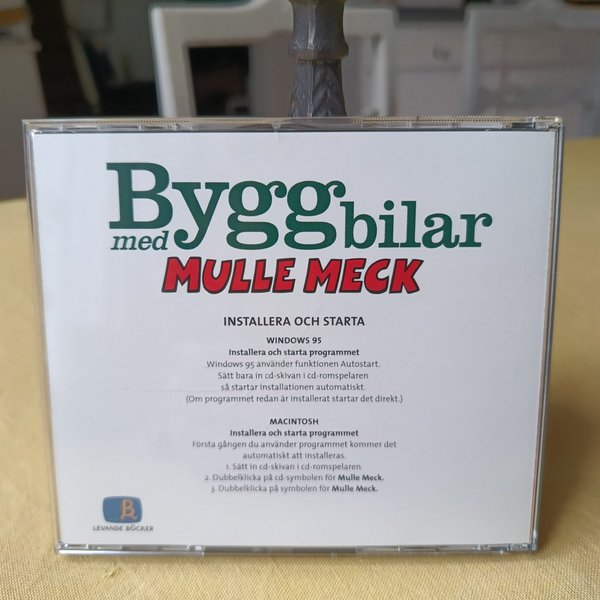 Bygg bilar
med
MULLE MECK
INSTALLERA OCH STARTA
WINDOWS 95
Installera och starta programmet
Windows 95 använder funktionen Autostart.
Sätt bara in cd-skivan i cd-romspelaren
så startar installationen automatiskt.
(Om programmet redan är installerat startar det direkt.)
MACINTOSH
Installera och starta programmet
Första gången du använder programmet kommer det
automatiskt att installeras.
1. Sätt in cd-skivan i cd-romspelaren.
2. Dubbelklicka på cd-symbolen för Mulle Meck.
3. Dubbelklicka på symbolen för Mulle Meck.
B
LEVANDE BÖCKER